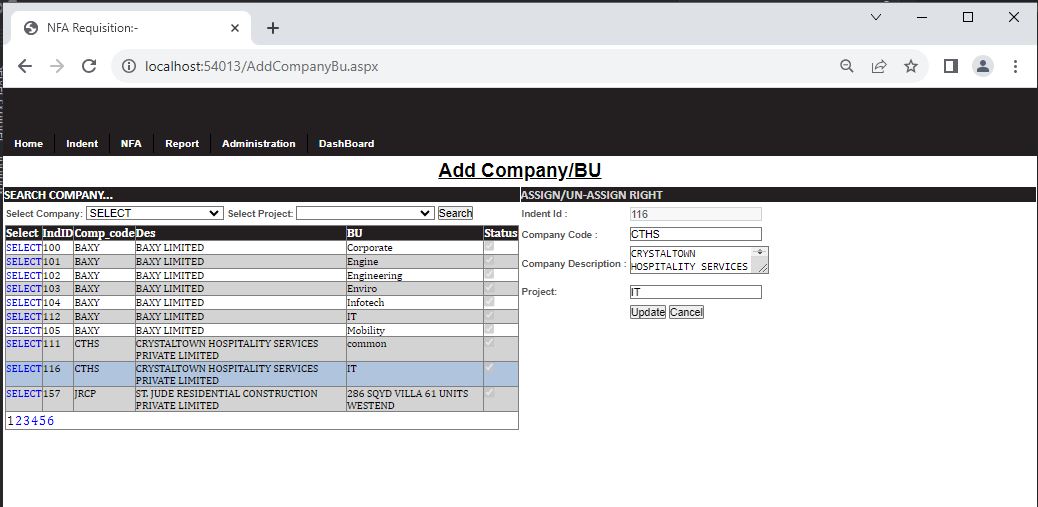 NFA Requisition:-
localhost:54013/AddCompanyBu.aspx
Home Indent NFA Report Administration DashBoard
Add Company/BU
SEARCH COMPANY...
Select Company: SELECT Select Project: Search
Select IndID Comp_code Des BU Status
SELECT 100 BAXY BAXY LIMITED Corporate
SELECT 101 BAXY BAXY LIMITED Engine
SELECT 102 BAXY BAXY LIMITED Engineering
SELECT 103 BAXY BAXY LIMITED Enviro
SELECT 104 BAXY BAXY LIMITED Infotech
SELECT 112 BAXY BAXY LIMITED IT
SELECT 105 BAXY BAXY LIMITED Mobility
SELECT 111 CTHS CRYSTALTOWN HOSPITALITY SERVICES common
PRIVATE LIMITED
SELECT 116 CTHS CRYSTALTOWN HOSPITALITY SERVICES IT
PRIVATE LIMITED
SELECT 157 JRCP ST. JUDE RESIDENTIAL CONSTRUCTION 286 SQYD VILLA 61 UNITS
PRIVATE LIMITED WESTEND
1 2 3 4 5 6
ASSIGN/UN-ASSIGN RIGHT
Indent Id : 116
Company Code : CTHS
Company Description : CRYSTALTOWN
HOSPITALITY SERVICES
Project: IT
Update Cancel